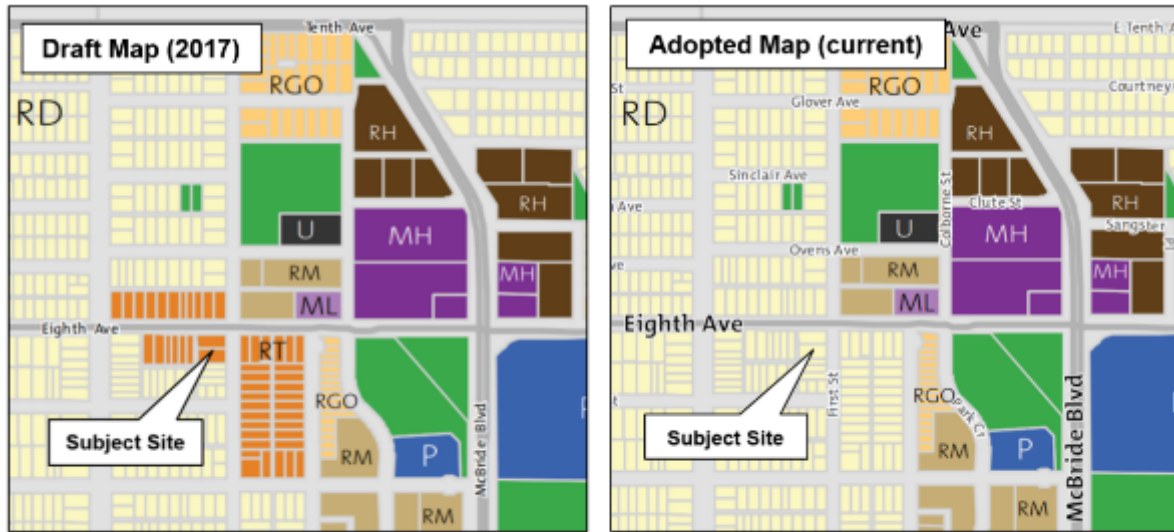 Draft Map (2017)
Tenth Ave
RGO
RD
RH
RH
U
MH
RM
MH
ML
Eighth Ave
RT
RGO
Subject Site
RM
P
McBride Blvd
RM
Adopted Map (current)
Ave
E Tenth A
RGO
Courtney
St
Glover Ave
RD
RH
Sinclair Ave
Colborne St
RH
Ave
Clute St
U
MH
Sangster
Ovens Ave
RM
MH
ML
Eighth Ave
First St
RGO
Park Cr
Subject Site
RM
P
McBride Blvd
RM